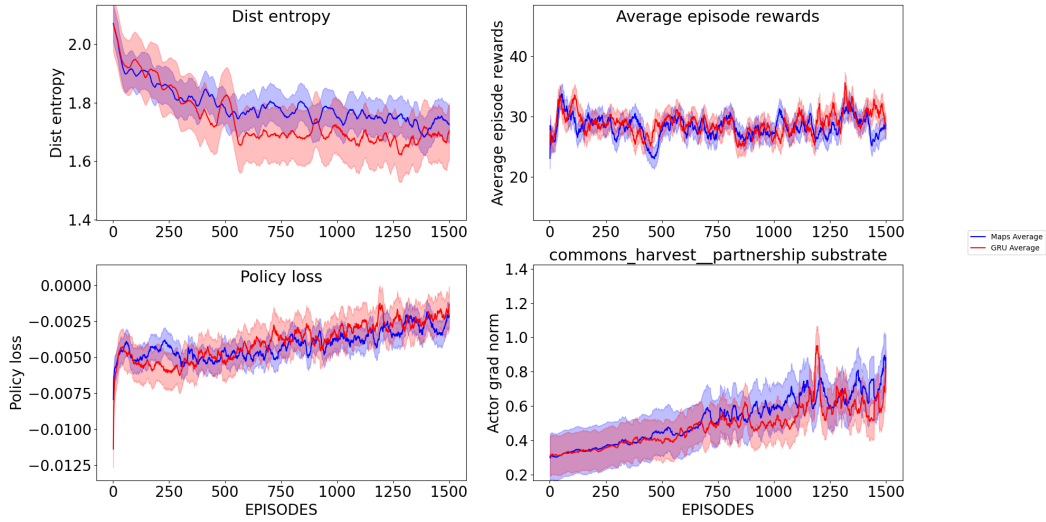 Dist entropy
Dist entropy
2.0
1.8
1.6
1.4
0 250 500 750 1000 1250 1500
Average episode rewards
Average episode rewards
40
30
20
0 250 500 750 1000 1250 1500
Maps Average
GRU Average
Policy loss
Policy loss
0.0000
−0.0025
−0.0050
−0.0075
−0.0100
−0.0125
0 250 500 750 1000 1250 1500
EPISODES
commons_harvest__partnership substrate
Actor grad norm
1.4
1.2
1.0
0.8
0.6
0.4
0.2
0 250 500 750 1000 1250 1500
EPISODES